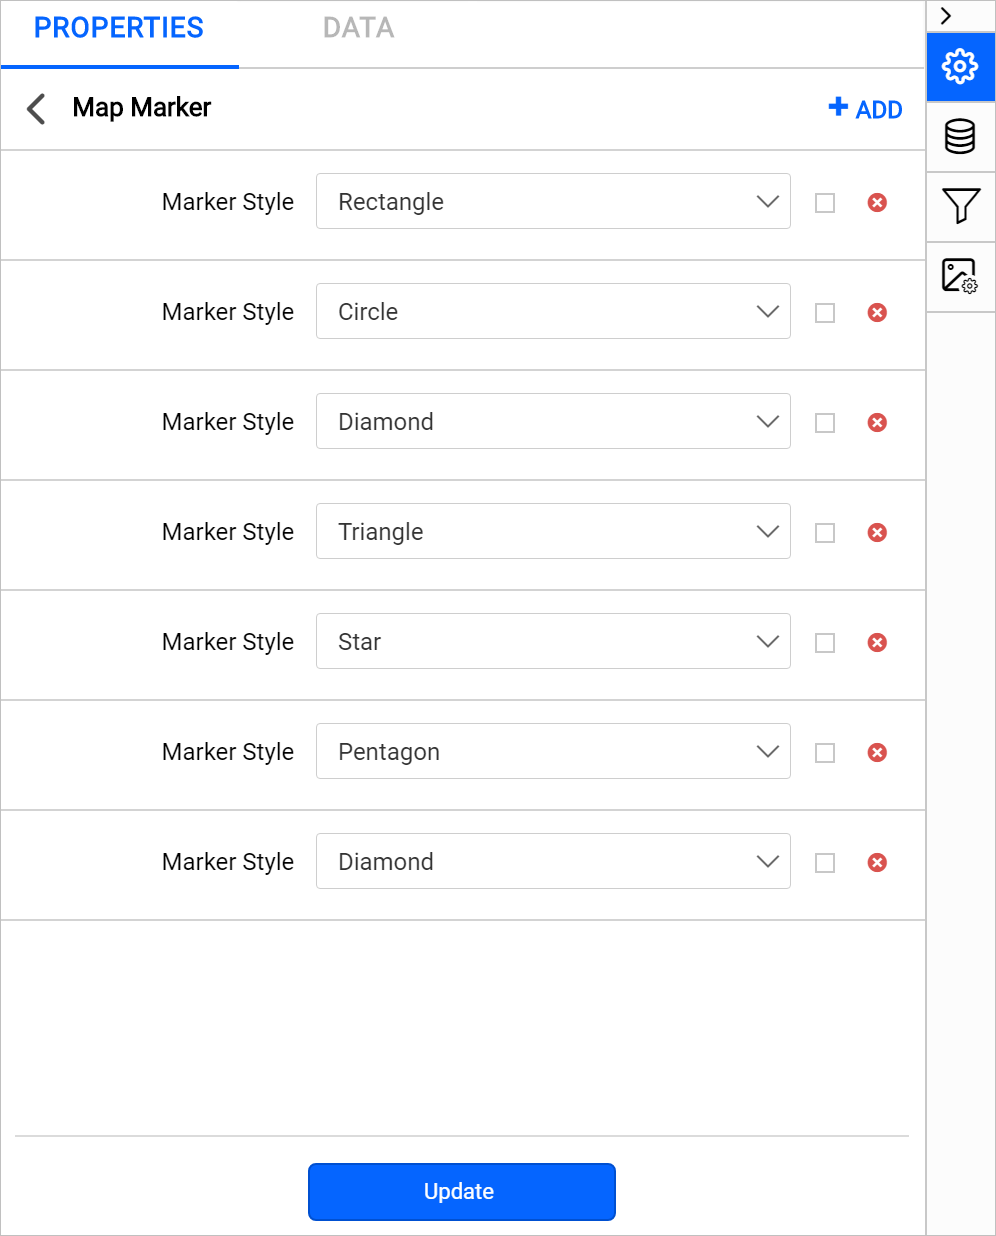 PROPERTIES DATA
Map Marker ADD
Marker Style Rectangle
Marker Style Circle
Marker Style Diamond
Marker Style Triangle
Marker Style Star
Marker Style Pentagon
Marker Style Diamond
Update